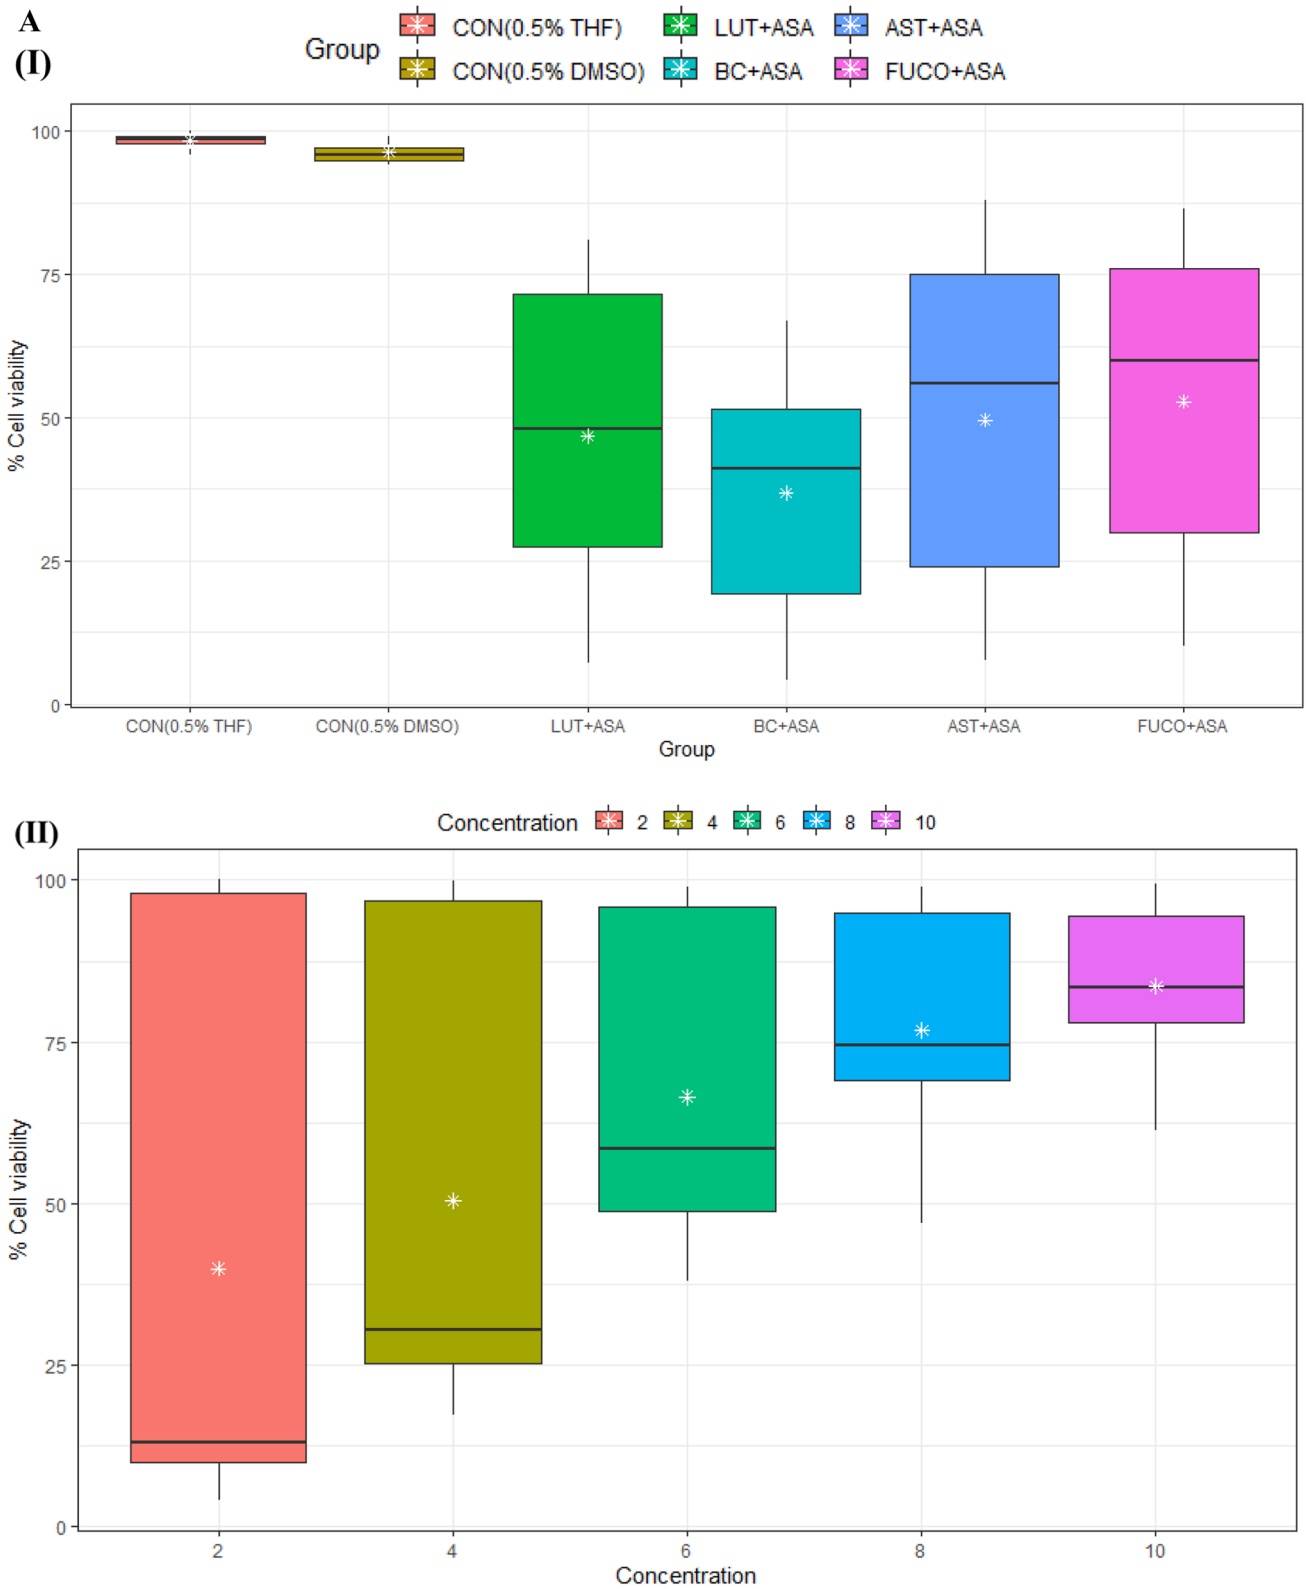 A
(I)
Group
CON(0.5% THF) LUT+ASA AST+ASA
CON(0.5% DMSO) BC+ASA FUCO+ASA
100
75
50
25
0
% Cell viability
CON(0.5% THF) CON(0.5% DMSO) LUT+ASA BC+ASA AST+ASA FUCO+ASA
Group
(II)
Concentration 2 4 6 8 10
100
75
50
25
0
% Cell viability
2 4 6 8 10
Concentration